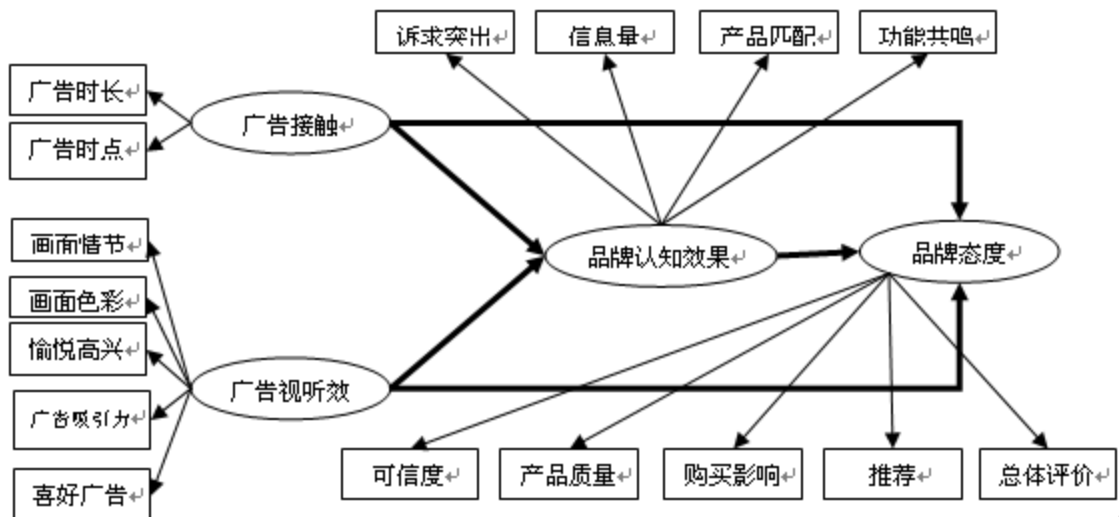 诉求突出
信息量
产品匹配
功能共鸣
广告时长
广告接触
广告时点
画面情节
品牌认知效果
品牌态度
画面色彩
愉悦高兴
广告视听效
广告吸引力
喜好广告
可信度
产品质量
购买影响
推荐
总体评价